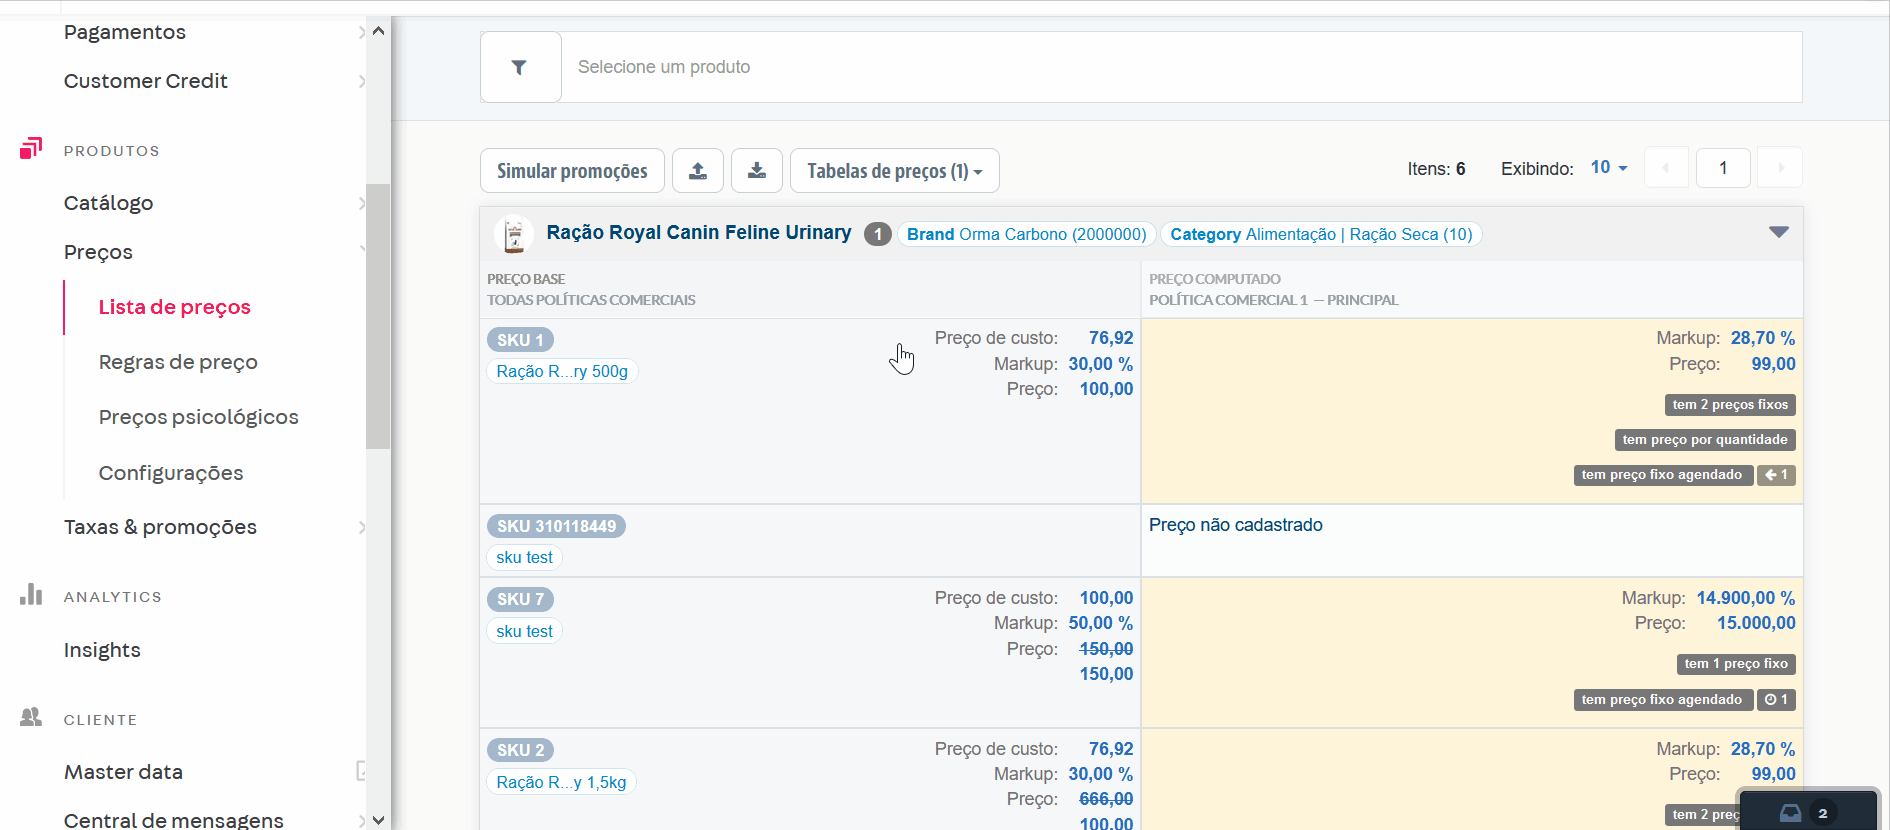 Pagamentos
Customer Credit
PRODUTOS
Catálogo
Preços
Lista de preços
Regras de preço
Preços psicológicos
Configurações
Taxas & promoções
ANALYTICS
Insights
CLIENTE
Master data
Central de mensagens
Selecione um produto
Simular promoções
Tabelas de preços (1)
Itens: 6 Exibindo: 10 1
Ração Royal Canin Feline Urinary 1 Brand Orma Carbono (2000000) Category Alimentação | Ração Seca (10)
PREÇO BASE
TODAS POLÍTICAS COMERCIAIS
PREÇO COMPUTADO
POLÍTICA COMERCIAL 1 — PRINCIPAL
SKU 1
Ração R...ry 500g
Preço de custo: 76,92
Markup: 30,00 %
Preço: 100,00
Markup: 28,70 %
Preço: 99,00
tem 2 preços fixos
tem preço por quantidade
tem preço fixo agendado 1
SKU 310118449
sku test
Preço não cadastrado
SKU 7
sku test
Preço de custo: 100,00
Markup: 50,00 %
Preço: 150,00
150,00
Markup: 14.900,00 %
Preço: 15.000,00
tem 1 preço fixo
tem preço fixo agendado 1
SKU 2
Ração R...y 1,5kg
Preço de custo: 76,92
Markup: 30,00 %
Preço: 666,00
100,00
Markup: 28,70 %
Preço: 99,00
tem 2 preç
2